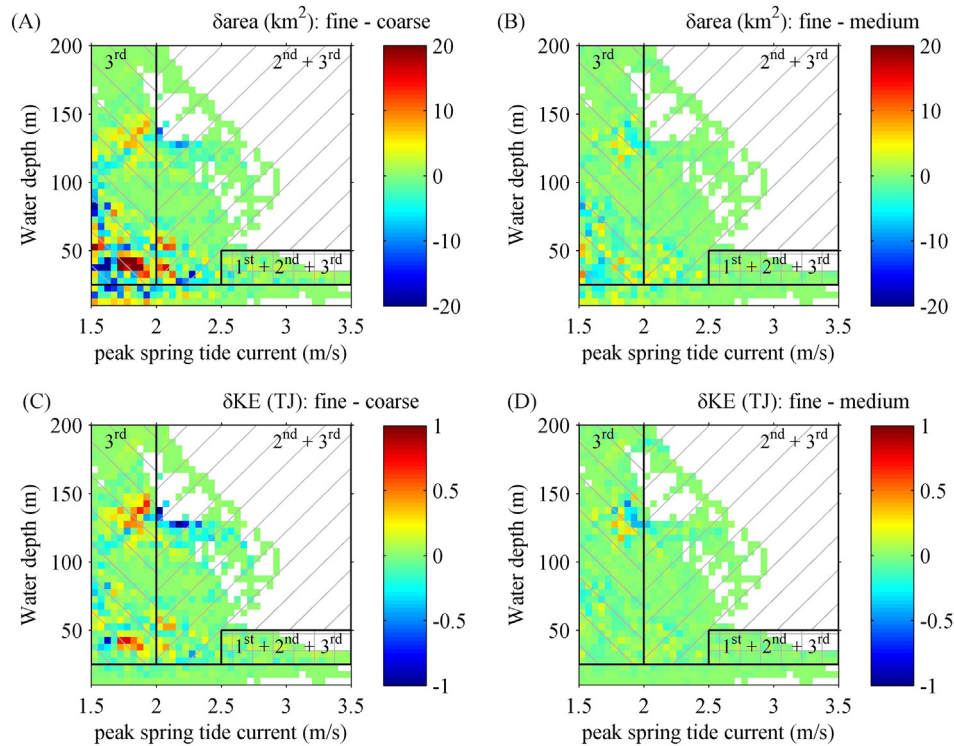 (A) δarea (km²): fine - coarse
200
150
100
50
Water depth (m)
3rd
2nd + 3rd
1st + 2nd + 3rd
1.5 2 2.5 3 3.5
peak spring tide current (m/s)
20
10
0
-10
-20
(B) δarea (km²): fine - medium
200
150
100
50
Water depth (m)
3rd
2nd + 3rd
1st + 2nd + 3rd
1.5 2 2.5 3 3.5
peak spring tide current (m/s)
20
10
0
-10
-20
(C) δKE (TJ): fine - coarse
200
150
100
50
Water depth (m)
3rd
2nd + 3rd
1st + 2nd + 3rd
1.5 2 2.5 3 3.5
peak spring tide current (m/s)
1
0.5
0
-0.5
-1
(D) δKE (TJ): fine - medium
200
150
100
50
Water depth (m)
3rd
2nd + 3rd
1st + 2nd + 3rd
1.5 2 2.5 3 3.5
peak spring tide current (m/s)
1
0.5
0
-0.5
-1